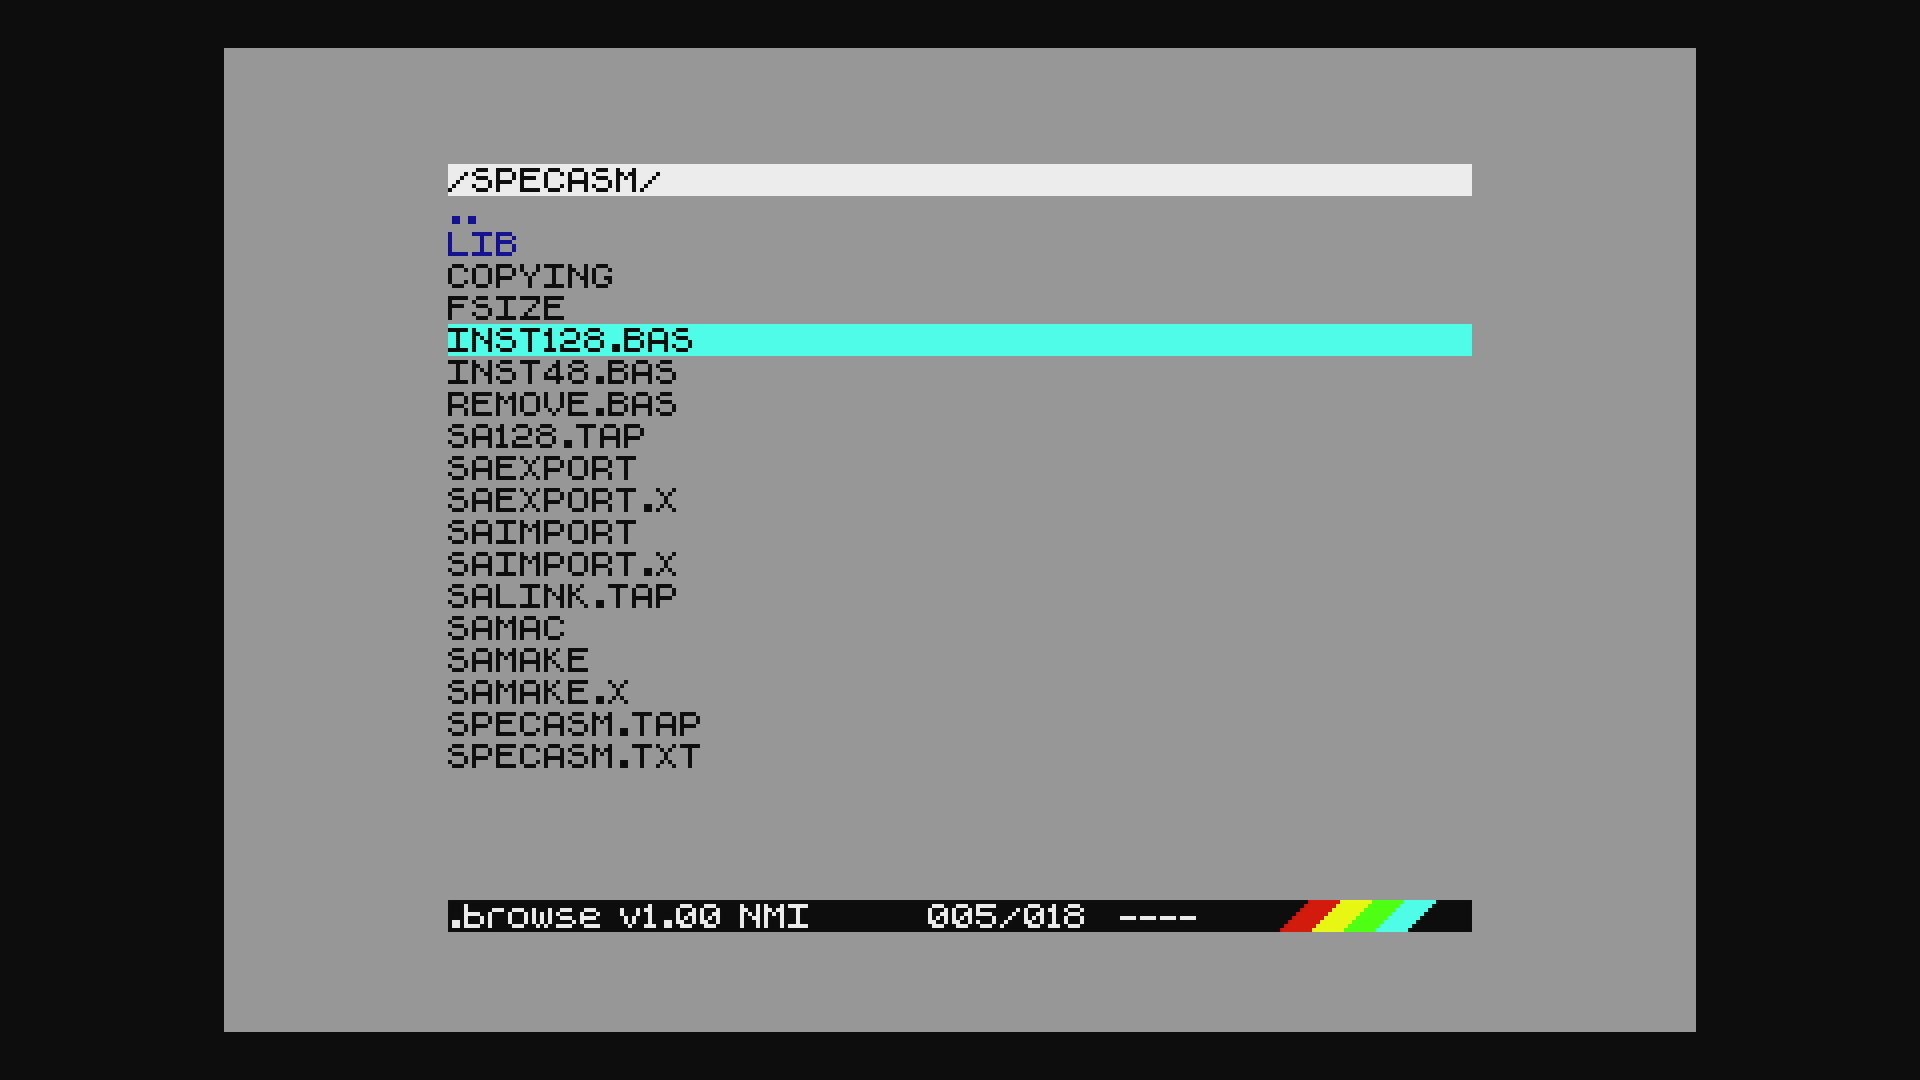 /SPECASM/
..
LIB
COPYING
FSIZE
INST128.BAS
INST48.BAS
REMOVE.BAS
SA128.TAP
SAEXPORT
SAEXPORT.X
SAIMPORT
SAIMPORT.X
SALINK.TAP
SAMAC
SAMAKE
SAMAKE.X
SPECASM.TAP
SPECASM.TXT
.browse v1.00 NMI 005/018 ----